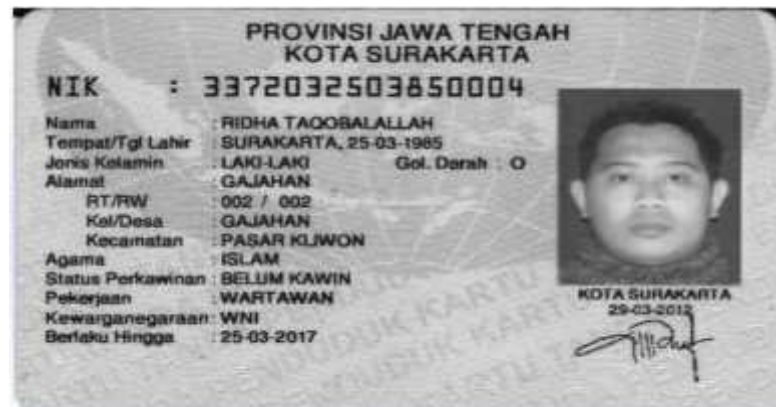 PROVINSI JAWA TENGAH
KOTA SURAKARTA
NIK : 3372032503850004
Nama : RIDHA TAQOBALALLAH
Tempat/Tgl Lahir : SURAKARTA, 25-03-1985
Jenis Kelamin : LAKI-LAKI Gol. Darah : O
Alamat : GAJAHAN
RT/RW : 002 / 002
Kel/Desa : GAJAHAN
Kecamatan : PASAR KLIWON
Agama : ISLAM
Status Perkawinan : BELUM KAWIN
Pekerjaan : WARTAWAN
Kewarganegaraan : WNI
Berlaku Hingga : 25-03-2017
KOTA SURAKARTA
29-03-2012